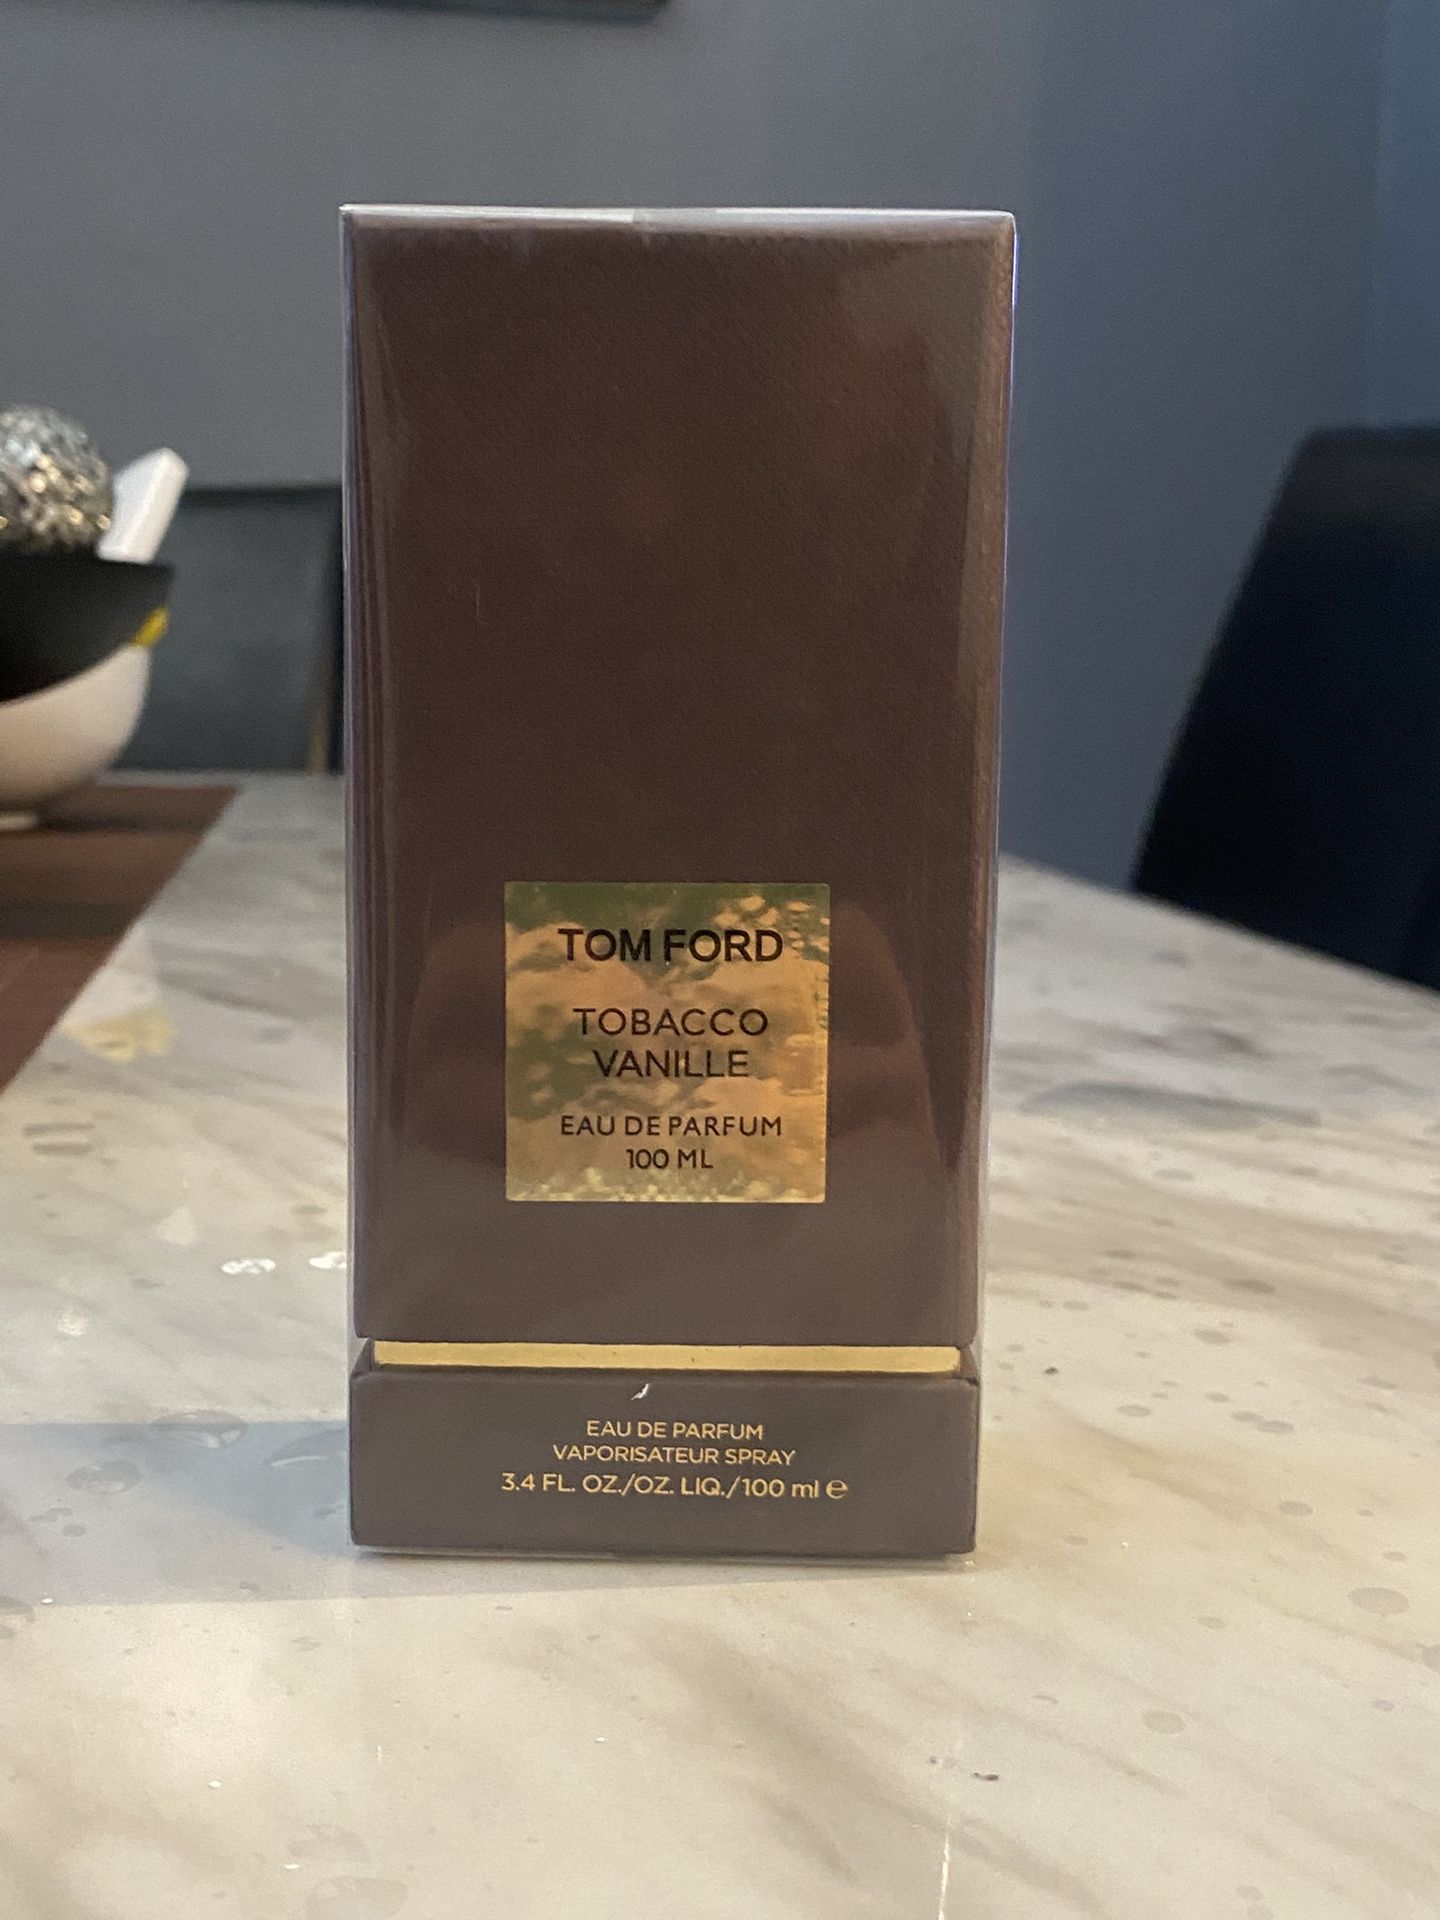 TOM FORD
TOBACCO
VANILLE
EAU DE PARFUM
100 ML
EAU DE PARFUM
VAPORISATEUR SPRAY
3.4 FL. OZ./OZ. LIQ./100 ml ℮